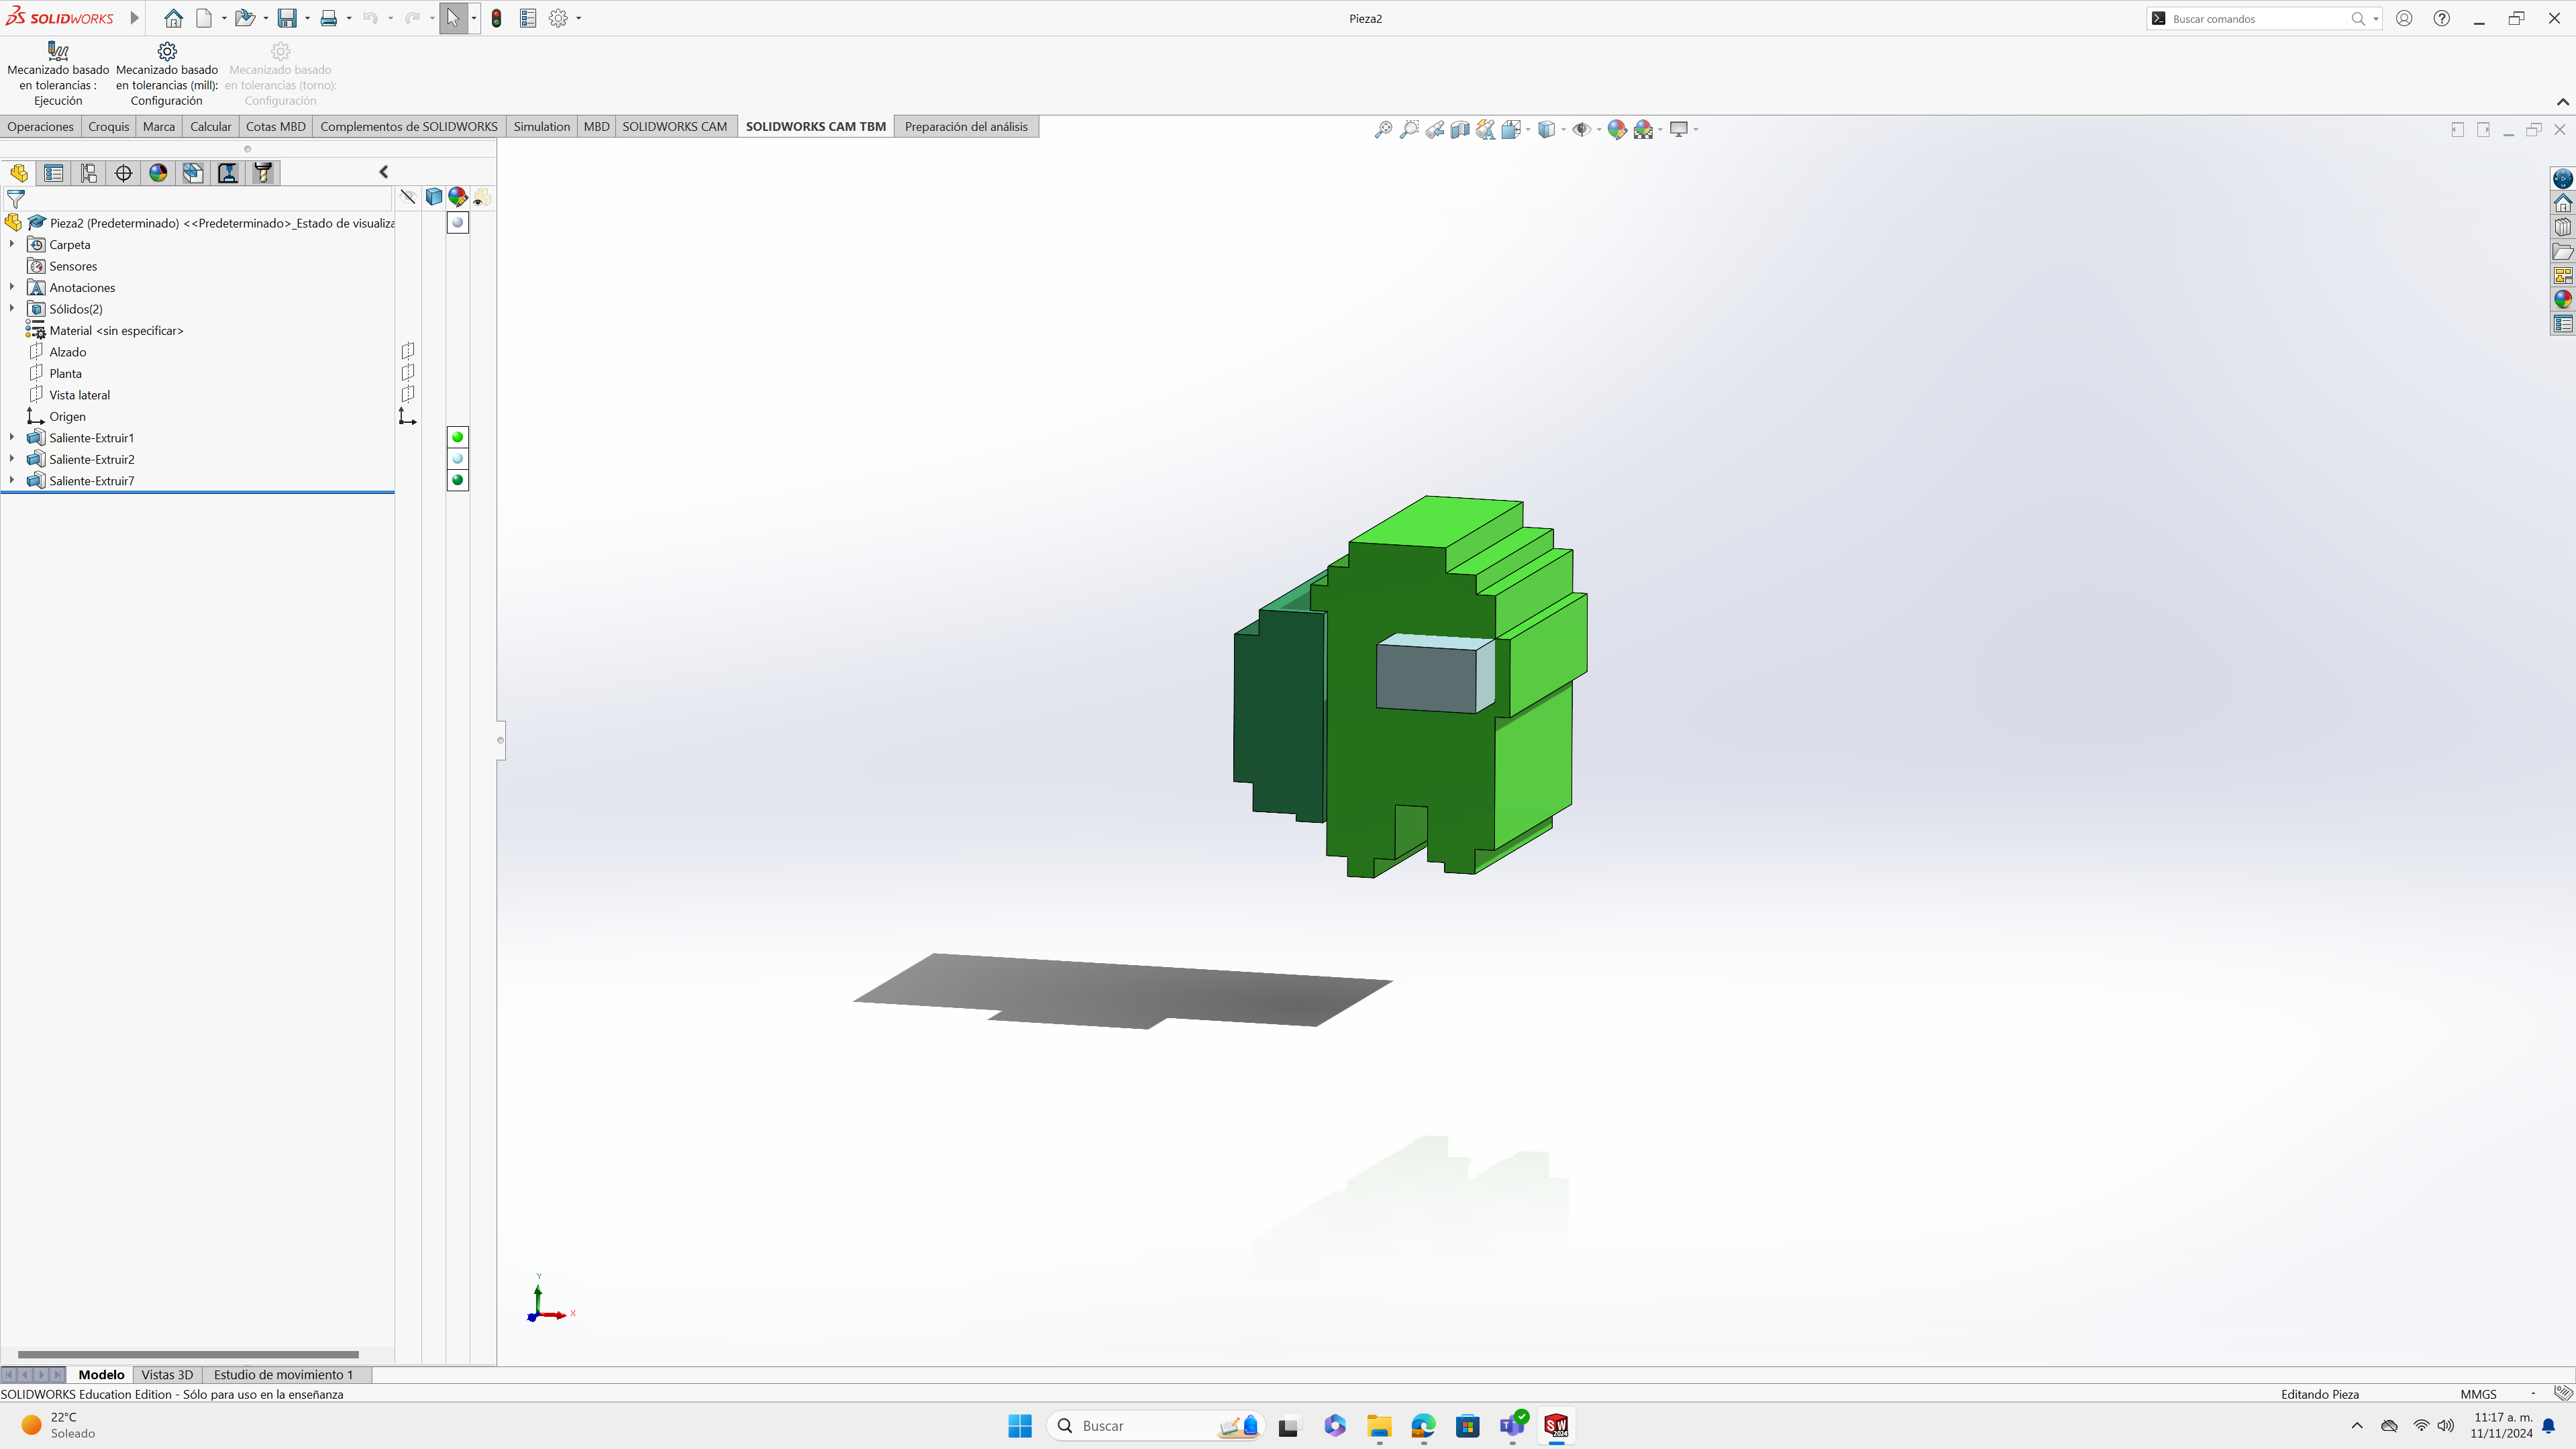 SOLIDWORKS
Pieza2
Buscar comandos
Mecanizado basado
en tolerancias :
Ejecución
Mecanizado basado
en tolerancias (mill):
Configuración
Mecanizado basado
en tolerancias (torno):
Configuración
Operaciones
Croquis
Marca
Calcular
Cotas MBD
Complementos de SOLIDWORKS
Simulation
MBD
SOLIDWORKS CAM
SOLIDWORKS CAM TBM
Preparación del análisis
Pieza2 (Predeterminado) <<Predeterminado>_Estado de visualiza
Carpeta
Sensores
Anotaciones
Sólidos(2)
Material <sin especificar>
Alzado
Planta
Vista lateral
Origen
Saliente-Extruir1
Saliente-Extruir2
Saliente-Extruir7
Y
X
Modelo
Vistas 3D
Estudio de movimiento 1
SOLIDWORKS Education Edition - Sólo para uso en la enseñanza
Editando Pieza
MMGS
22°C
Soleado
Buscar
11:17 a. m.
11/11/2024